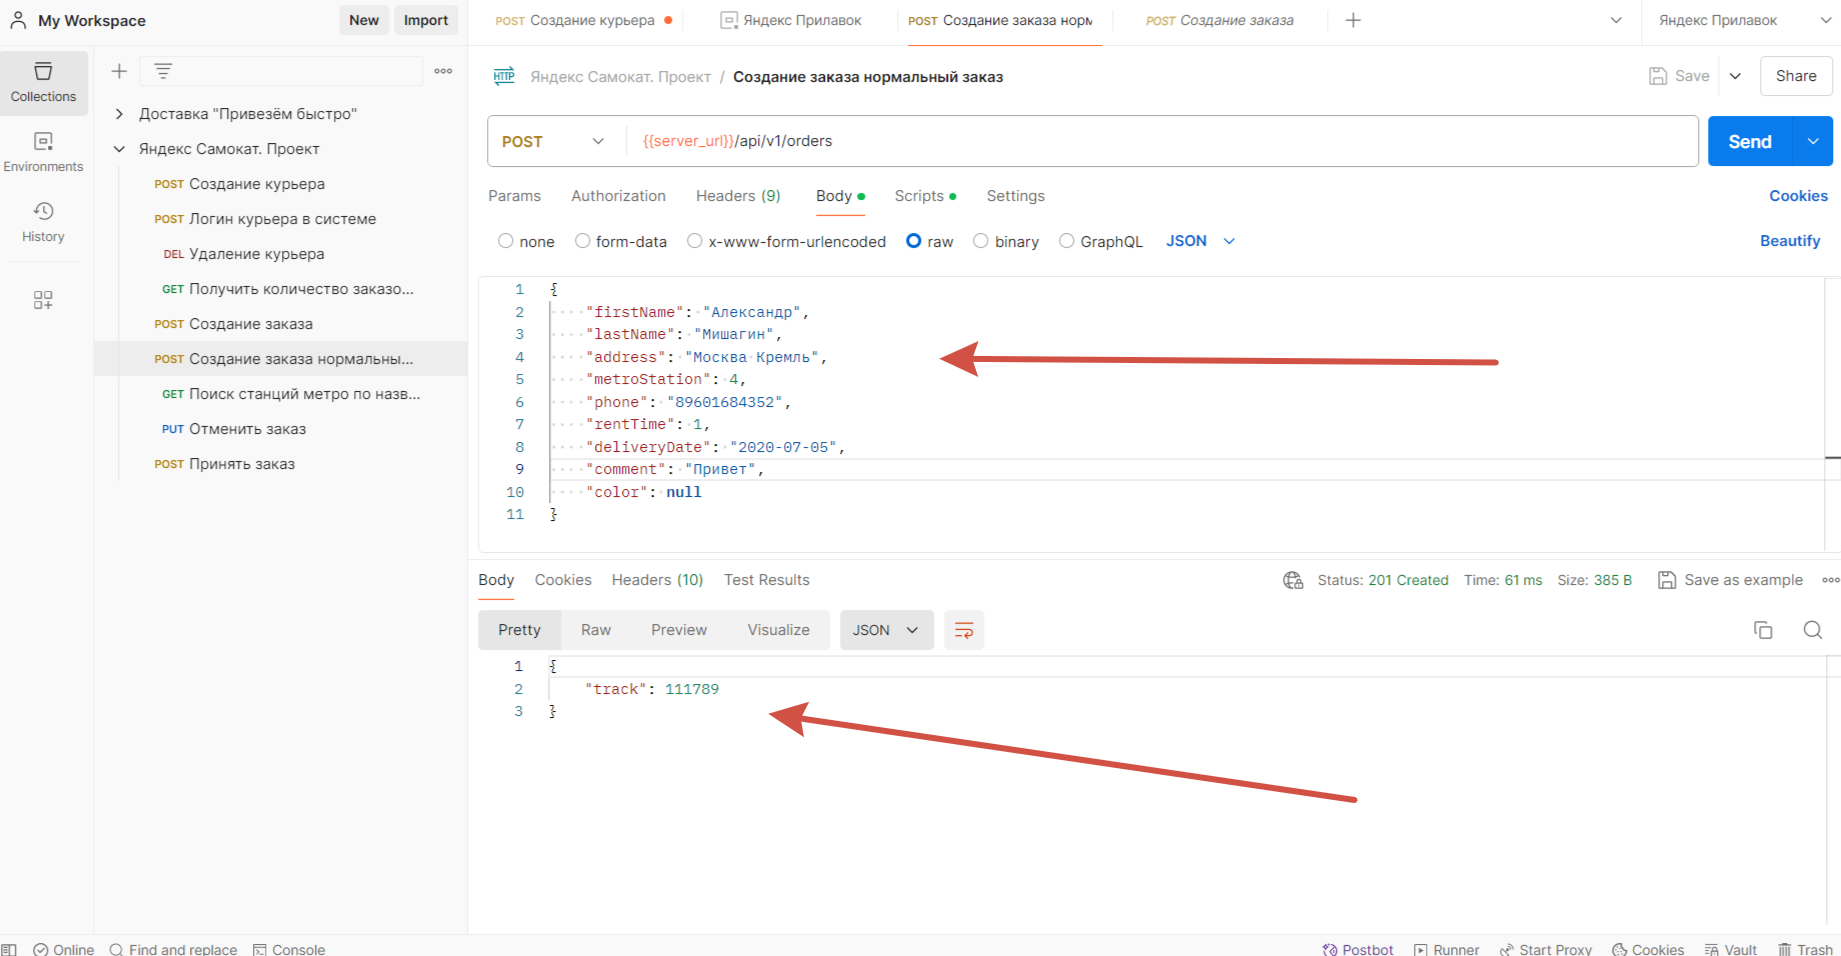 My Workspace
New
Import
POST Создание курьера
Яндекс Прилавок
POST Создание заказа норм
POST Создание заказа
Яндекс Прилавок
Collections
Environments
History
Доставка "Привезём быстро"
Яндекс Самокат. Проект
POST Создание курьера
POST Логин курьера в системе
DEL Удаление курьера
GET Получить количество заказо...
POST Создание заказа
POST Создание заказа нормальны...
GET Поиск станций метро по назв...
PUT Отменить заказ
POST Принять заказ
HTTP Яндекс Самокат. Проект / Создание заказа нормальный заказ
Save
Share
POST
{{server_url}}/api/v1/orders
Send
Params Authorization Headers (9) Body Scripts Settings
Cookies
none form-data x-www-form-urlencoded raw binary GraphQL JSON
Beautify
1 {
2 "firstName": "Александр",
3 "lastName": "Мишагин",
4 "address": "Москва Кремль",
5 "metroStation": 4,
6 "phone": "89601684352",
7 "rentTime": 1,
8 "deliveryDate": "2020-07-05",
9 "comment": "Привет",
10 "color": null
11 }
Body Cookies Headers (10) Test Results
Status: 201 Created Time: 61 ms Size: 385 B Save as example
Pretty Raw Preview Visualize JSON
1 {
2 "track": 111789
3 }
Online Find and replace Console
Postbot Runner Start Proxy Cookies Vault Trash